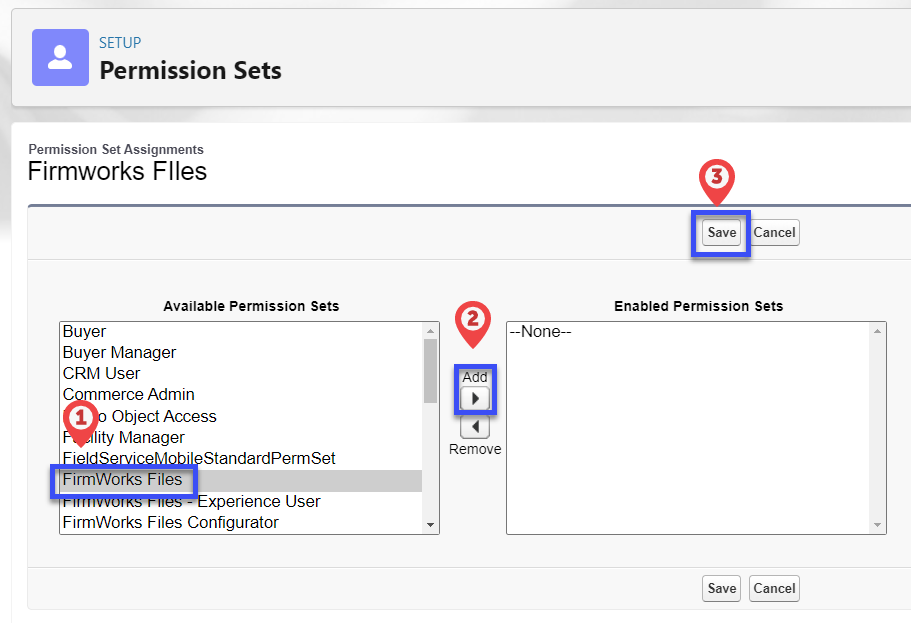 SETUP
Permission Sets
Permission Set Assignments
Firmworks FIles
3
Save Cancel
Available Permission Sets
Enabled Permission Sets
Buyer
Buyer Manager
CRM User
Commerce Admin
Object Access
Facility Manager
FieldServiceMobileStandardPermSet
FirmWorks Files
FirmWorks Files - Experience User
FirmWorks Files Configurator
1
2
Add
Remove
--None--
Save Cancel